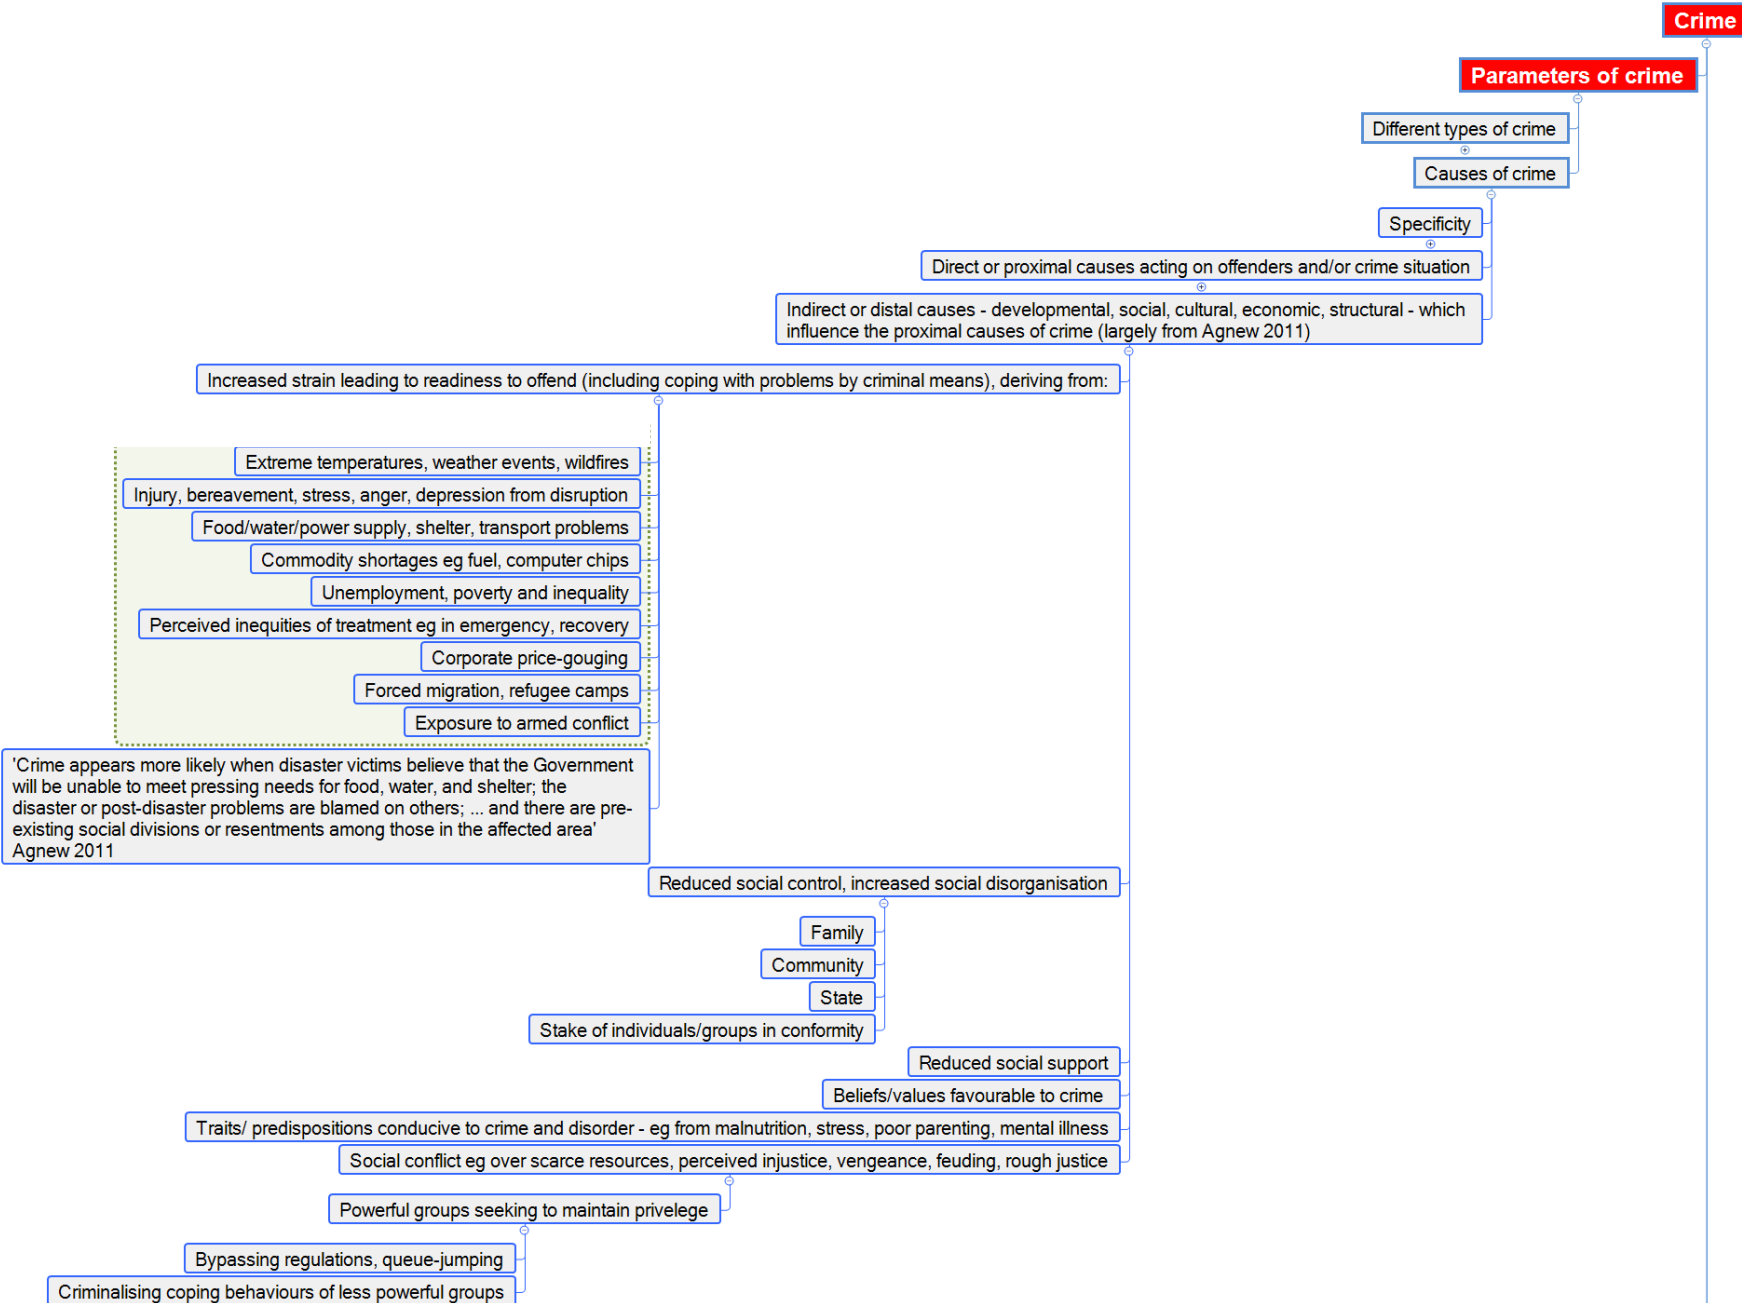 Crime
Parameters of crime
Different types of crime
Causes of crime
Specificity
Direct or proximal causes acting on offenders and/or crime situation
Indirect or distal causes - developmental, social, cultural, economic, structural - which
influence the proximal causes of crime (largely from Agnew 2011)
Increased strain leading to readiness to offend (including coping with problems by criminal means), deriving from:
Extreme temperatures, weather events, wildfires
Injury, bereavement, stress, anger, depression from disruption
Food/water/power supply, shelter, transport problems
Commodity shortages eg fuel, computer chips
Unemployment, poverty and inequality
Perceived inequities of treatment eg in emergency, recovery
Corporate price-gouging
Forced migration, refugee camps
Exposure to armed conflict
'Crime appears more likely when disaster victims believe that the Government
will be unable to meet pressing needs for food, water, and shelter; the
disaster or post-disaster problems are blamed on others; ... and there are pre-
existing social divisions or resentments among those in the affected area'
Agnew 2011
Reduced social control, increased social disorganisation
Family
Community
State
Stake of individuals/groups in conformity
Reduced social support
Beliefs/values favourable to crime
Traits/ predispositions conducive to crime and disorder - eg from malnutrition, stress, poor parenting, mental illness
Social conflict eg over scarce resources, perceived injustice, vengeance, feuding, rough justice
Powerful groups seeking to maintain privelege
Bypassing regulations, queue-jumping
Criminalising coping behaviours of less powerful groups